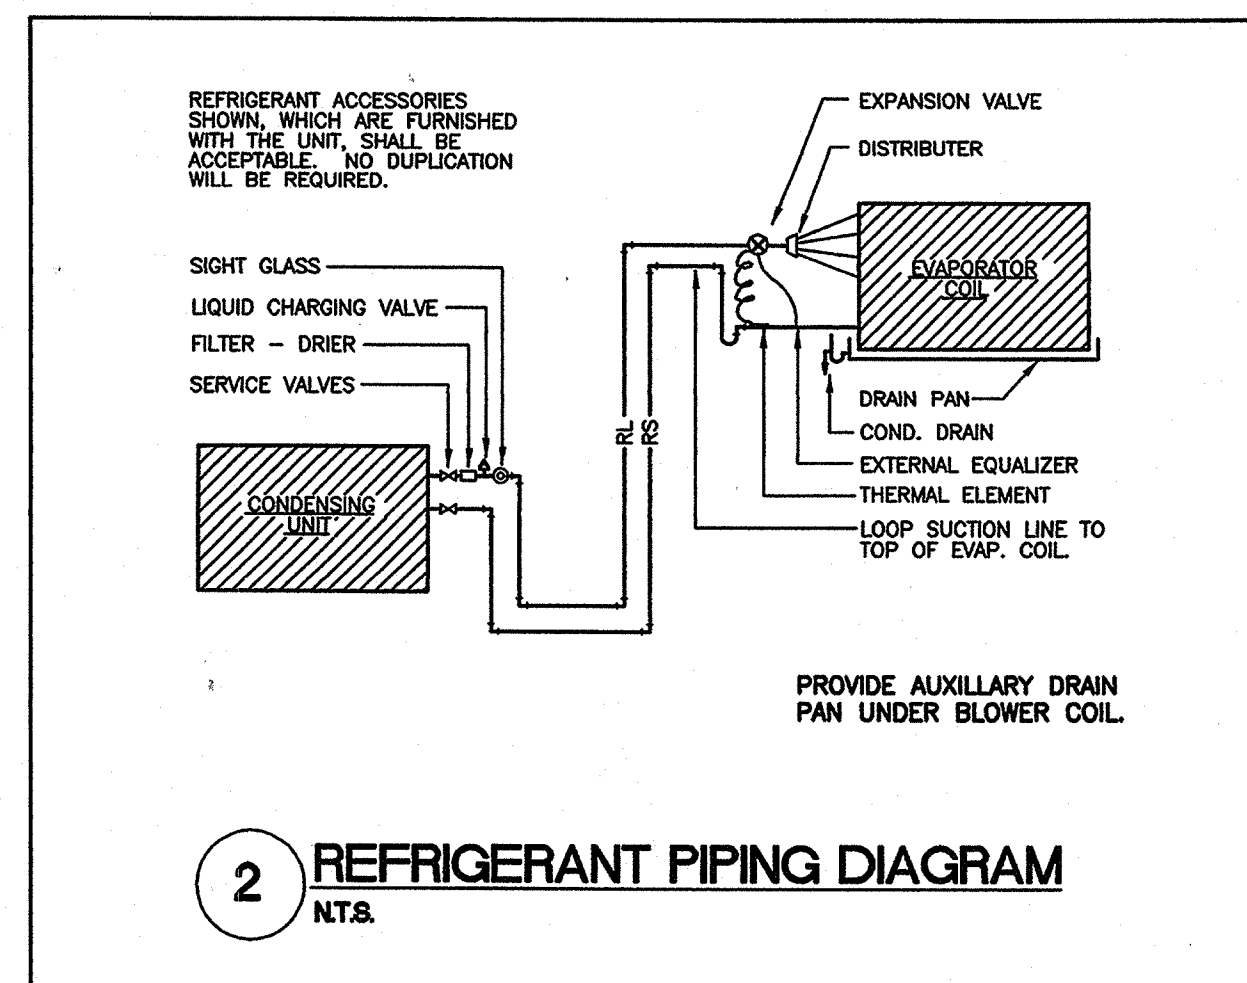 REFRIGERANT ACCESSORIES
SHOWN, WHICH ARE FURNISHED
WITH THE UNIT, SHALL BE
ACCEPTABLE. NO DUPLICATION
WILL BE REQUIRED.
EXPANSION VALVE
DISTRIBUTER
SIGHT GLASS
LIQUID CHARGING VALVE
FILTER - DRIER
SERVICE VALVES
EVAPORATOR
COIL
RL
RS
DRAIN PAN
COND. DRAIN
EXTERNAL EQUALIZER
THERMAL ELEMENT
LOOP SUCTION LINE TO
TOP OF EVAP. COIL.
CONDENSING
UNIT
PROVIDE AUXILLARY DRAIN
PAN UNDER BLOWER COIL.
2
REFRIGERANT PIPING DIAGRAM
N.T.S.